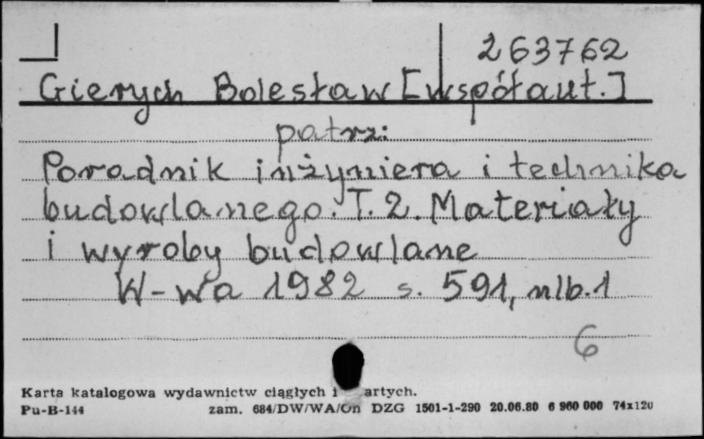 263762
Gierych Bolesław [współaut.]
patrz:
Poradnik inżyniera i technika
budowlanego. T. 2. Materiały
i wyroby budowlane
W-wa 1982 s. 591, nlb. 1
6
Karta katalogowa wydawnictw ciągłych i artych.
Pu-B-144 zam. 684/DW/WA/On DZG 1501-1-290 20.06.80 6 960 000 74x120